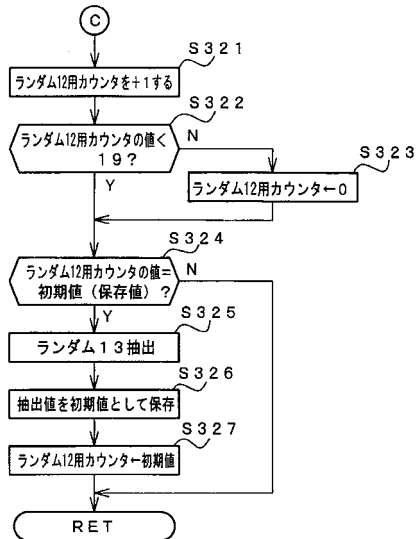 C
S321
ランダム12用カウンタを+1する
S322
ランダム12用カウンタの値<
19?
N
Y
S323
ランダム12用カウンタ←0
S324
ランダム12用カウンタの値=
初期値(保存値)?
N
Y
S325
ランダム13抽出
S326
抽出値を初期値として保存
S327
ランダム12用カウンタ←初期値
RET